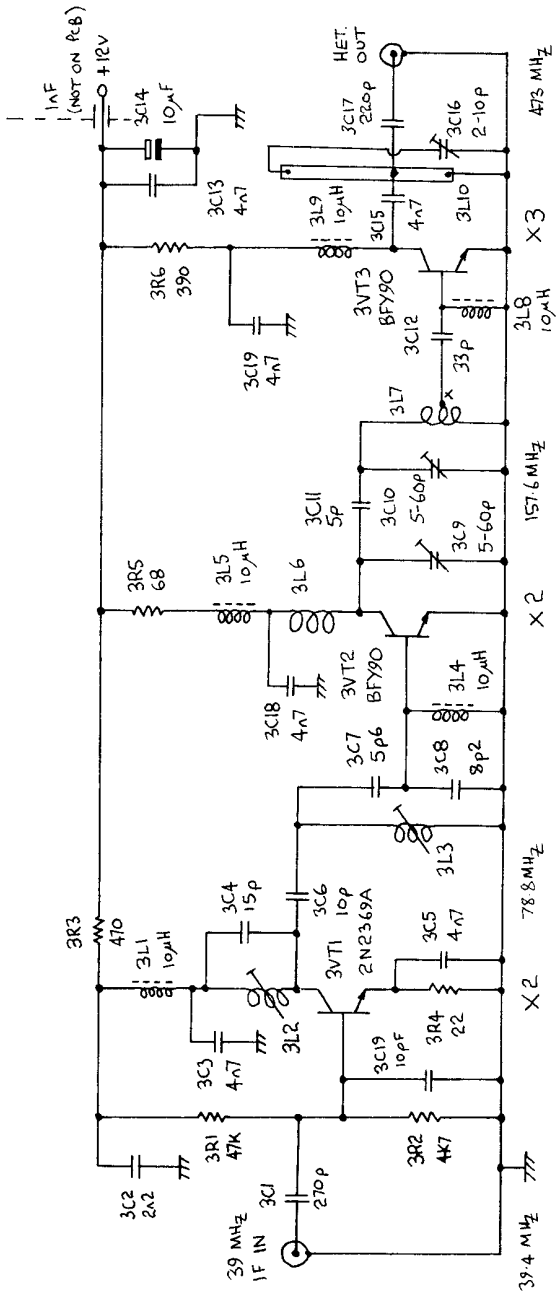 1nF
(NOT ON PCB)
+12V
3C14
10µF
3C13
4n7
3R6
390
3C19
4n7
3L9
10µH
3C15
4n7
3C17
220p
HET.
OUT
3C16
2-10p
3L10
3VT3
BFY90
3C12
33p
3L8
10µH
X3
473 MHz
3R5
68
3L5
10µH
3C18
4n7
3L6
3C11
5p
3C10
5-60p
3L7
x
3C9
5-60p
3VT2
BFY90
3L4
10µH
X2
157.6 MHz
3R3
470
3L1
10µH
3C3
4n7
3L2
3C4
15p
3C6
10p
3C7
5p6
3C8
8p2
3L3
3VT1
2N2369A
3C5
4n7
3R4
22
3C19
10pF
X2
78.8 MHz
3C2
2n2
3R1
47K
3C1
270p
3R2
4K7
39 MHz
IF IN
39.4 MHz